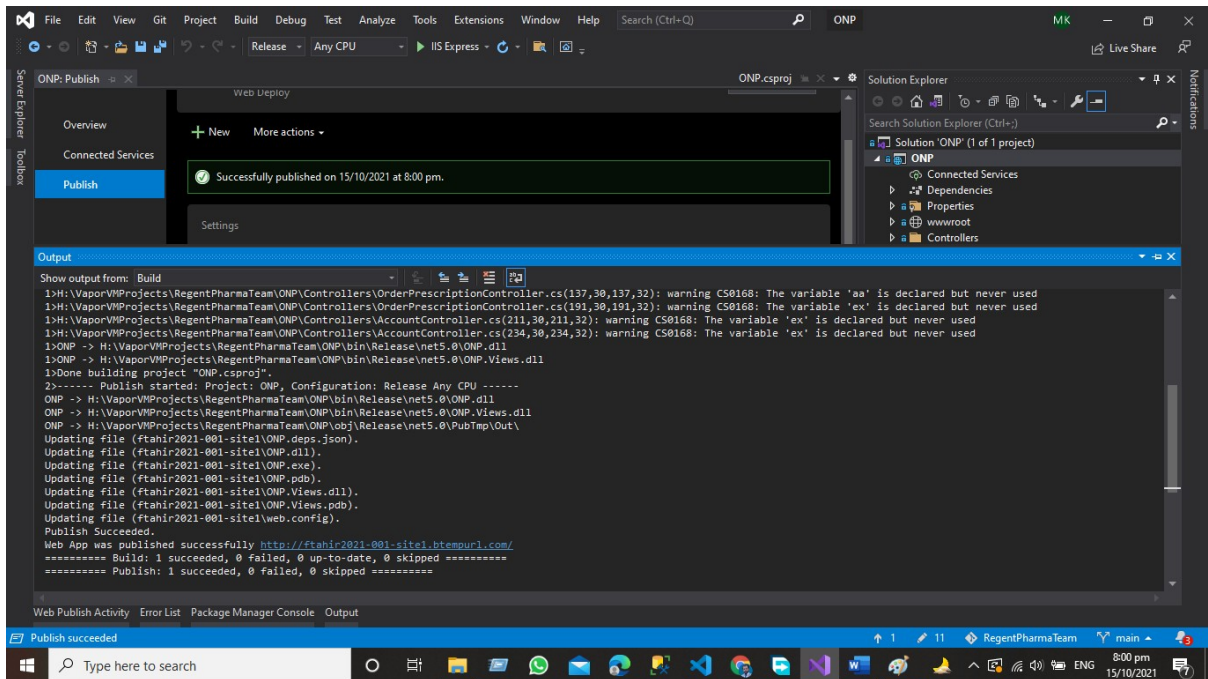 File Edit View Git Project Build Debug Test Analyze Tools Extensions Window Help Search (Ctrl+Q) ONP MK
Release Any CPU IIS Express Live Share
Server Explorer
Toolbox
ONP: Publish
ONP.csproj
Web Deploy
Overview
Connected Services
Publish
New More actions
Successfully published on 15/10/2021 at 8:00 pm.
Settings
Solution Explorer
Search Solution Explorer (Ctrl+;)
Solution 'ONP' (1 of 1 project)
ONP
Connected Services
Dependencies
Properties
wwwroot
Controllers
Notifications
Output
Show output from: Build
1>H:\VaporVMProjects\RegentPharmaTeam\ONP\Controllers\OrderPrescriptionController.cs(137,30,137,32): warning CS0168: The variable 'aa' is declared but never used
1>H:\VaporVMProjects\RegentPharmaTeam\ONP\Controllers\OrderPrescriptionController.cs(191,30,191,32): warning CS0168: The variable 'ex' is declared but never used
1>H:\VaporVMProjects\RegentPharmaTeam\ONP\Controllers\AccountController.cs(211,30,211,32): warning CS0168: The variable 'ex' is declared but never used
1>H:\VaporVMProjects\RegentPharmaTeam\ONP\Controllers\AccountController.cs(234,30,234,32): warning CS0168: The variable 'ex' is declared but never used
1>ONP -> H:\VaporVMProjects\RegentPharmaTeam\ONP\bin\Release\net5.0\ONP.dll
1>ONP -> H:\VaporVMProjects\RegentPharmaTeam\ONP\bin\Release\net5.0\ONP.Views.dll
1>Done building project "ONP.csproj".
2>------ Publish started: Project: ONP, Configuration: Release Any CPU ------
ONP -> H:\VaporVMProjects\RegentPharmaTeam\ONP\bin\Release\net5.0\ONP.dll
ONP -> H:\VaporVMProjects\RegentPharmaTeam\ONP\bin\Release\net5.0\ONP.Views.dll
ONP -> H:\VaporVMProjects\RegentPharmaTeam\ONP\obj\Release\net5.0\PubTmp\Out\
Updating file (ftahir2021-001-site1\ONP.deps.json).
Updating file (ftahir2021-001-site1\ONP.dll).
Updating file (ftahir2021-001-site1\ONP.exe).
Updating file (ftahir2021-001-site1\ONP.pdb).
Updating file (ftahir2021-001-site1\ONP.Views.dll).
Updating file (ftahir2021-001-site1\ONP.Views.pdb).
Updating file (ftahir2021-001-site1\web.config).
Publish Succeeded.
Web App was published successfully http://ftahir2021-001-site1.btempurl.com/
========== Build: 1 succeeded, 0 failed, 0 up-to-date, 0 skipped ==========
========== Publish: 1 succeeded, 0 failed, 0 skipped ==========
Web Publish Activity Error List Package Manager Console Output
Publish succeeded 1 11 RegentPharmaTeam main 3
Type here to search ENG 8:00 pm
15/10/2021 7